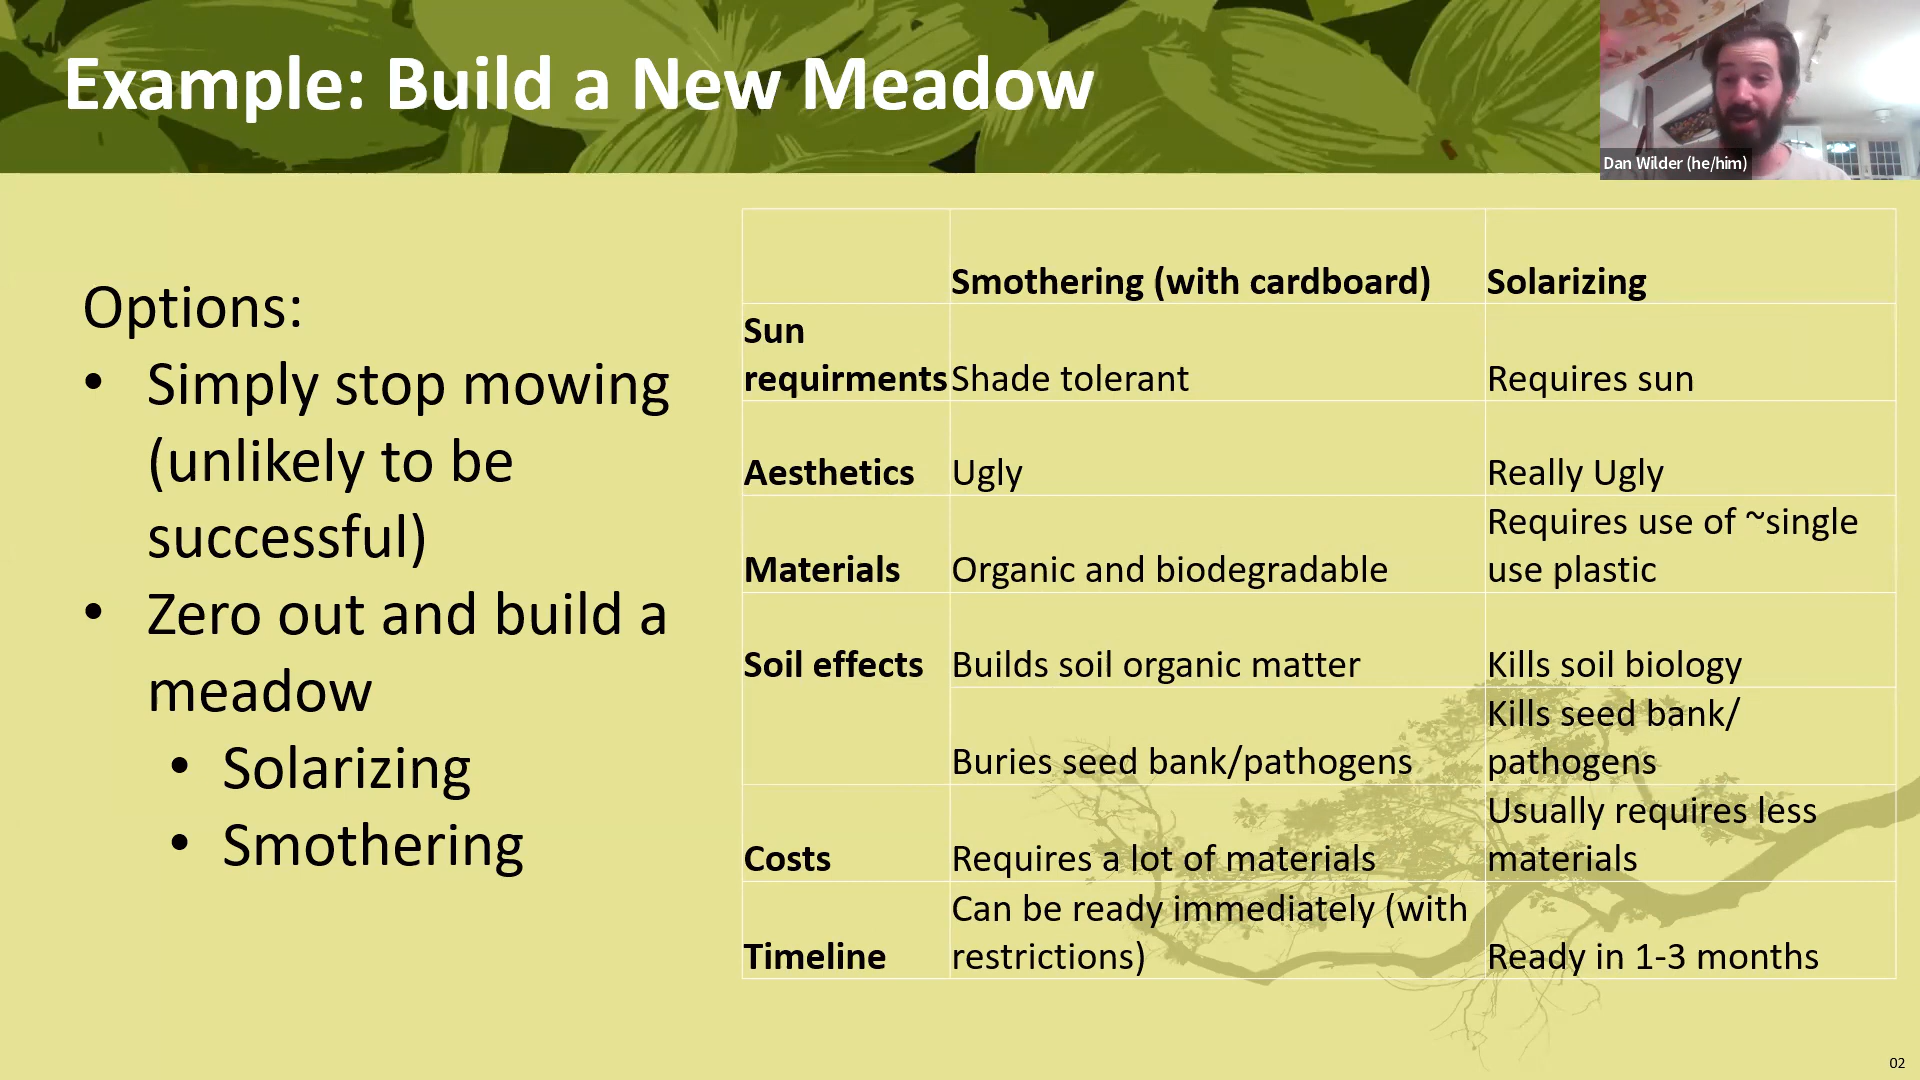 Example: Build a New Meadow
Dan Wilder (he/him)
Options:
• Simply stop mowing
(unlikely to be
successful)
• Zero out and build a
meadow
• Solarizing
• Smothering
Smothering (with cardboard)
Solarizing
Sun
requirments
Shade tolerant
Requires sun
Aesthetics
Ugly
Really Ugly
Materials
Organic and biodegradable
Requires use of ~single
use plastic
Soil effects
Builds soil organic matter
Kills soil biology
Buries seed bank/pathogens
Kills seed bank/
pathogens
Costs
Requires a lot of materials
Usually requires less
materials
Timeline
Can be ready immediately (with
restrictions)
Ready in 1-3 months
02